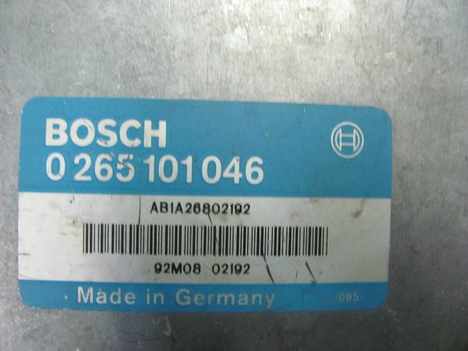 BOSCH
0 265 101 046
AB1A26802192
92M08 02192
Made in Germany
085